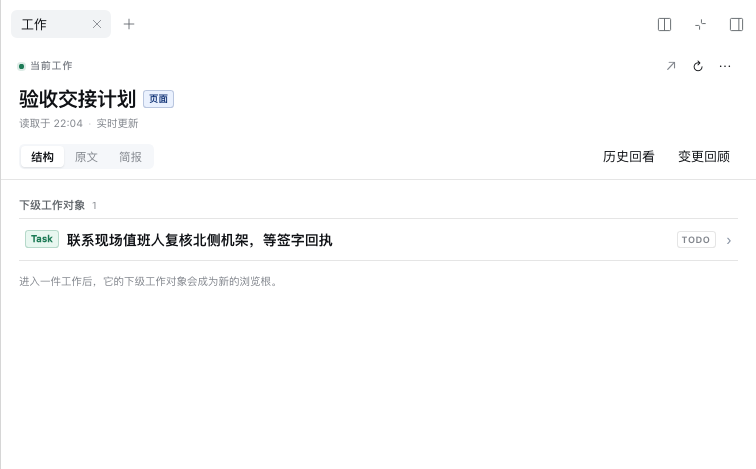 工作
当前工作
验收交接计划 页面
读取于 22:04 · 实时更新
结构 原文 简报 历史回看 变更回顾
下级工作对象 1
Task 联系现场值班人复核北侧机架，等签字回执 TODO
进入一件工作后，它的下级工作对象会成为新的浏览根。